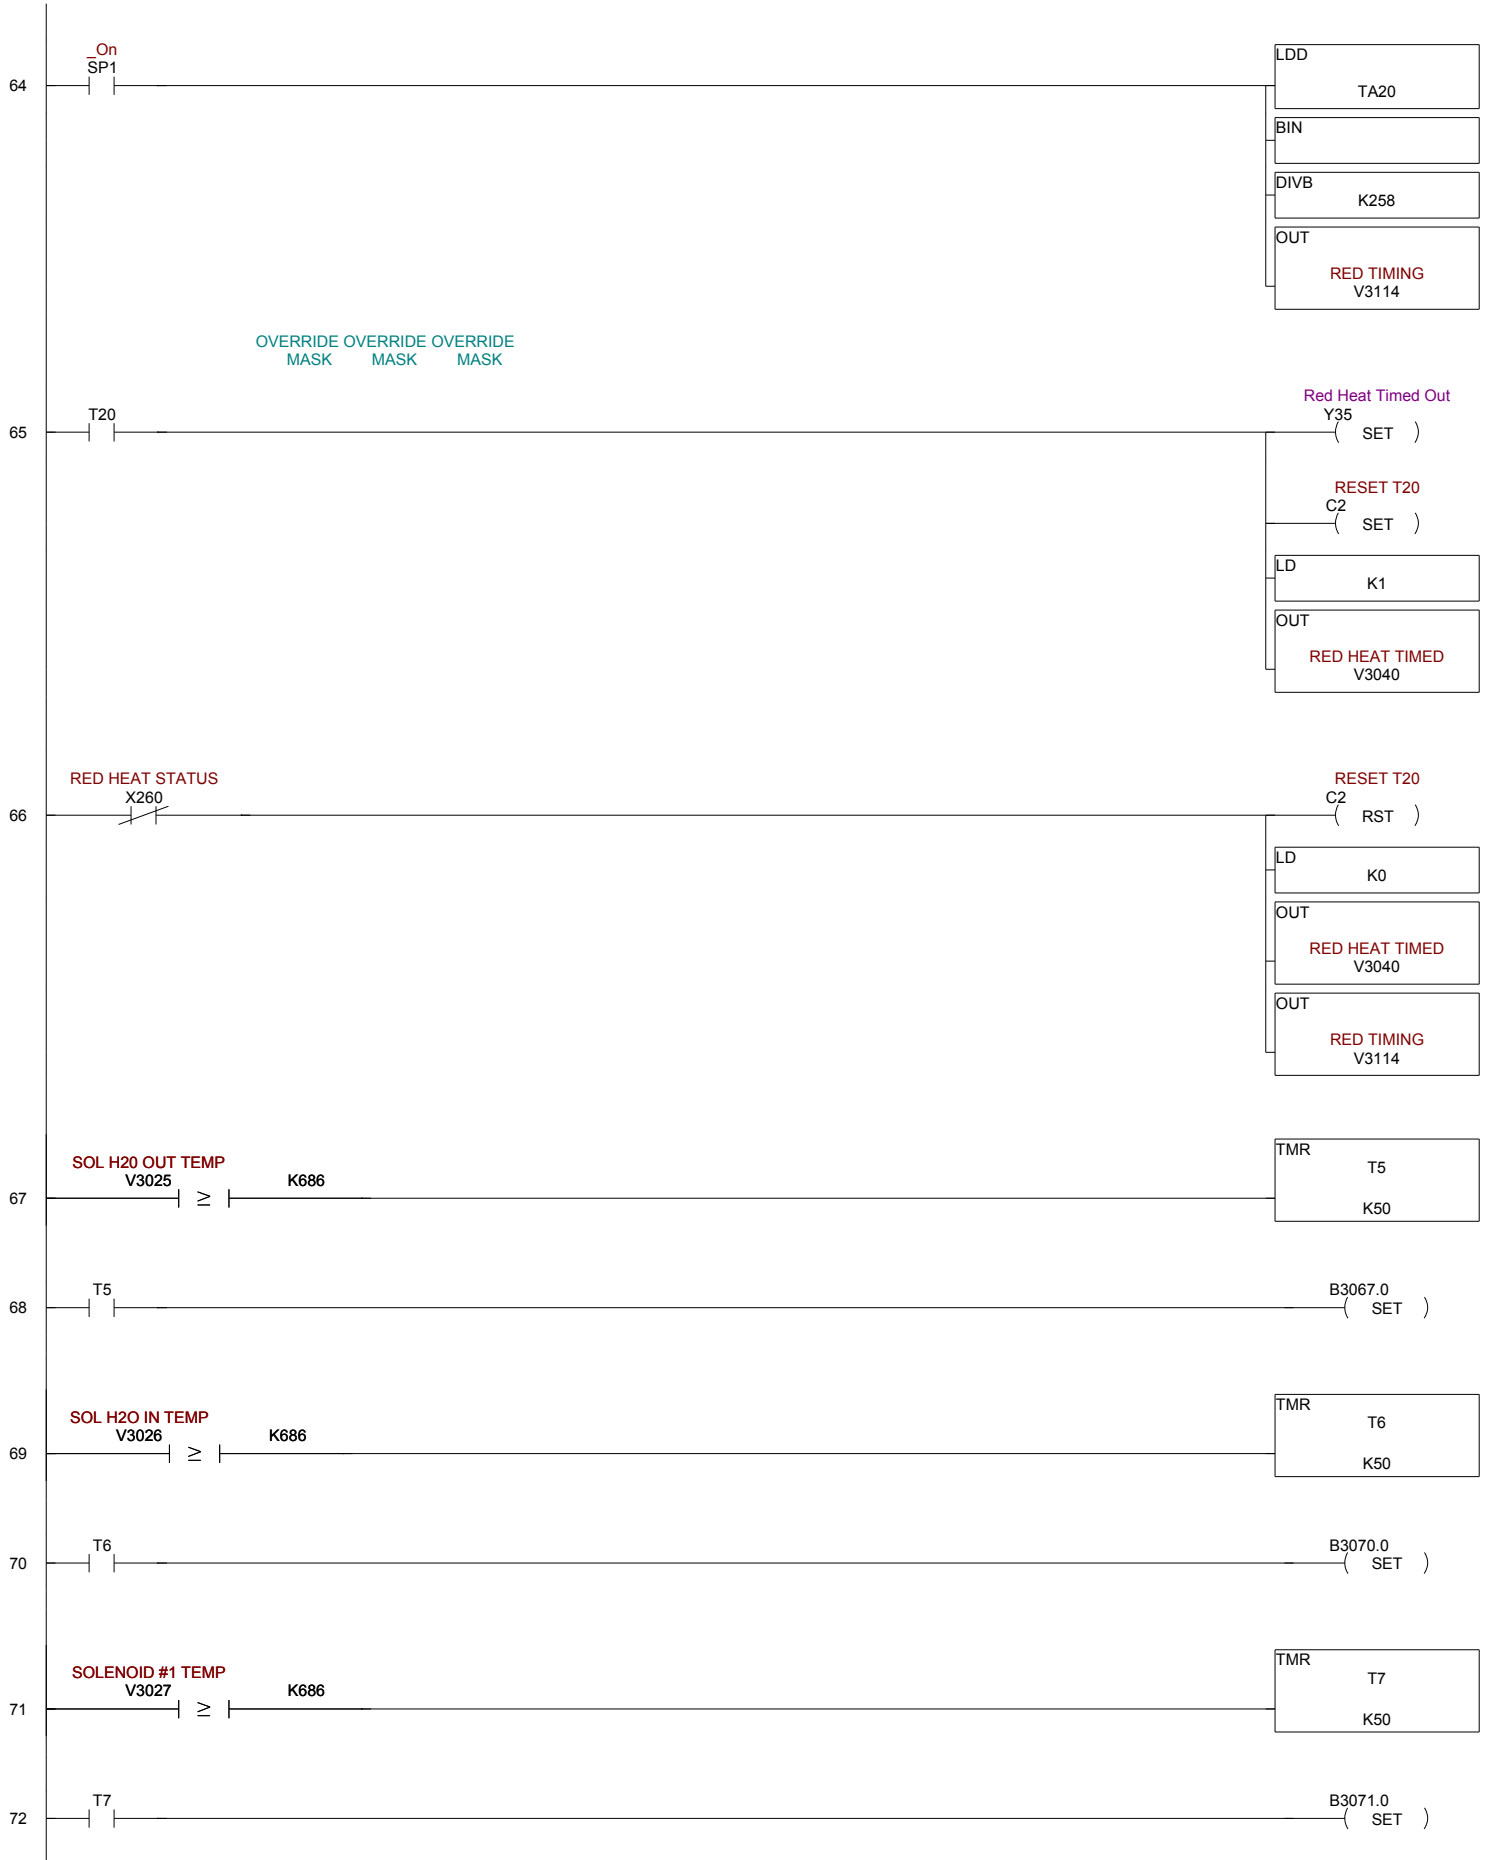 _On
SP1
64
LDD
TA20
BIN
DIVB
K258
OUT
RED TIMING
V3114
OVERRIDE OVERRIDE OVERRIDE
MASK MASK MASK
T20
65
Red Heat Timed Out
Y35
SET
RESET T20
C2
SET
LD
K1
OUT
RED HEAT TIMED
V3040
RED HEAT STATUS
X260
66
RESET T20
C2
RST
LD
K0
OUT
RED HEAT TIMED
V3040
OUT
RED TIMING
V3114
SOL H20 OUT TEMP
V3025 ≥ K686
67
TMR
T5
K50
T5
68
B3067.0
SET
SOL H2O IN TEMP
V3026 ≥ K686
69
TMR
T6
K50
T6
70
B3070.0
SET
SOLENOID #1 TEMP
V3027 ≥ K686
71
TMR
T7
K50
T7
72
B3071.0
SET